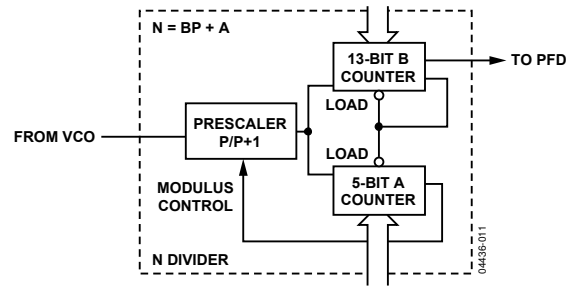 N = BP + A
13-BIT B
COUNTER
TO PFD
LOAD
PRESCALER
P/P+1
FROM VCO
LOAD
MODULUS
CONTROL
5-BIT A
COUNTER
N DIVIDER
04436-011